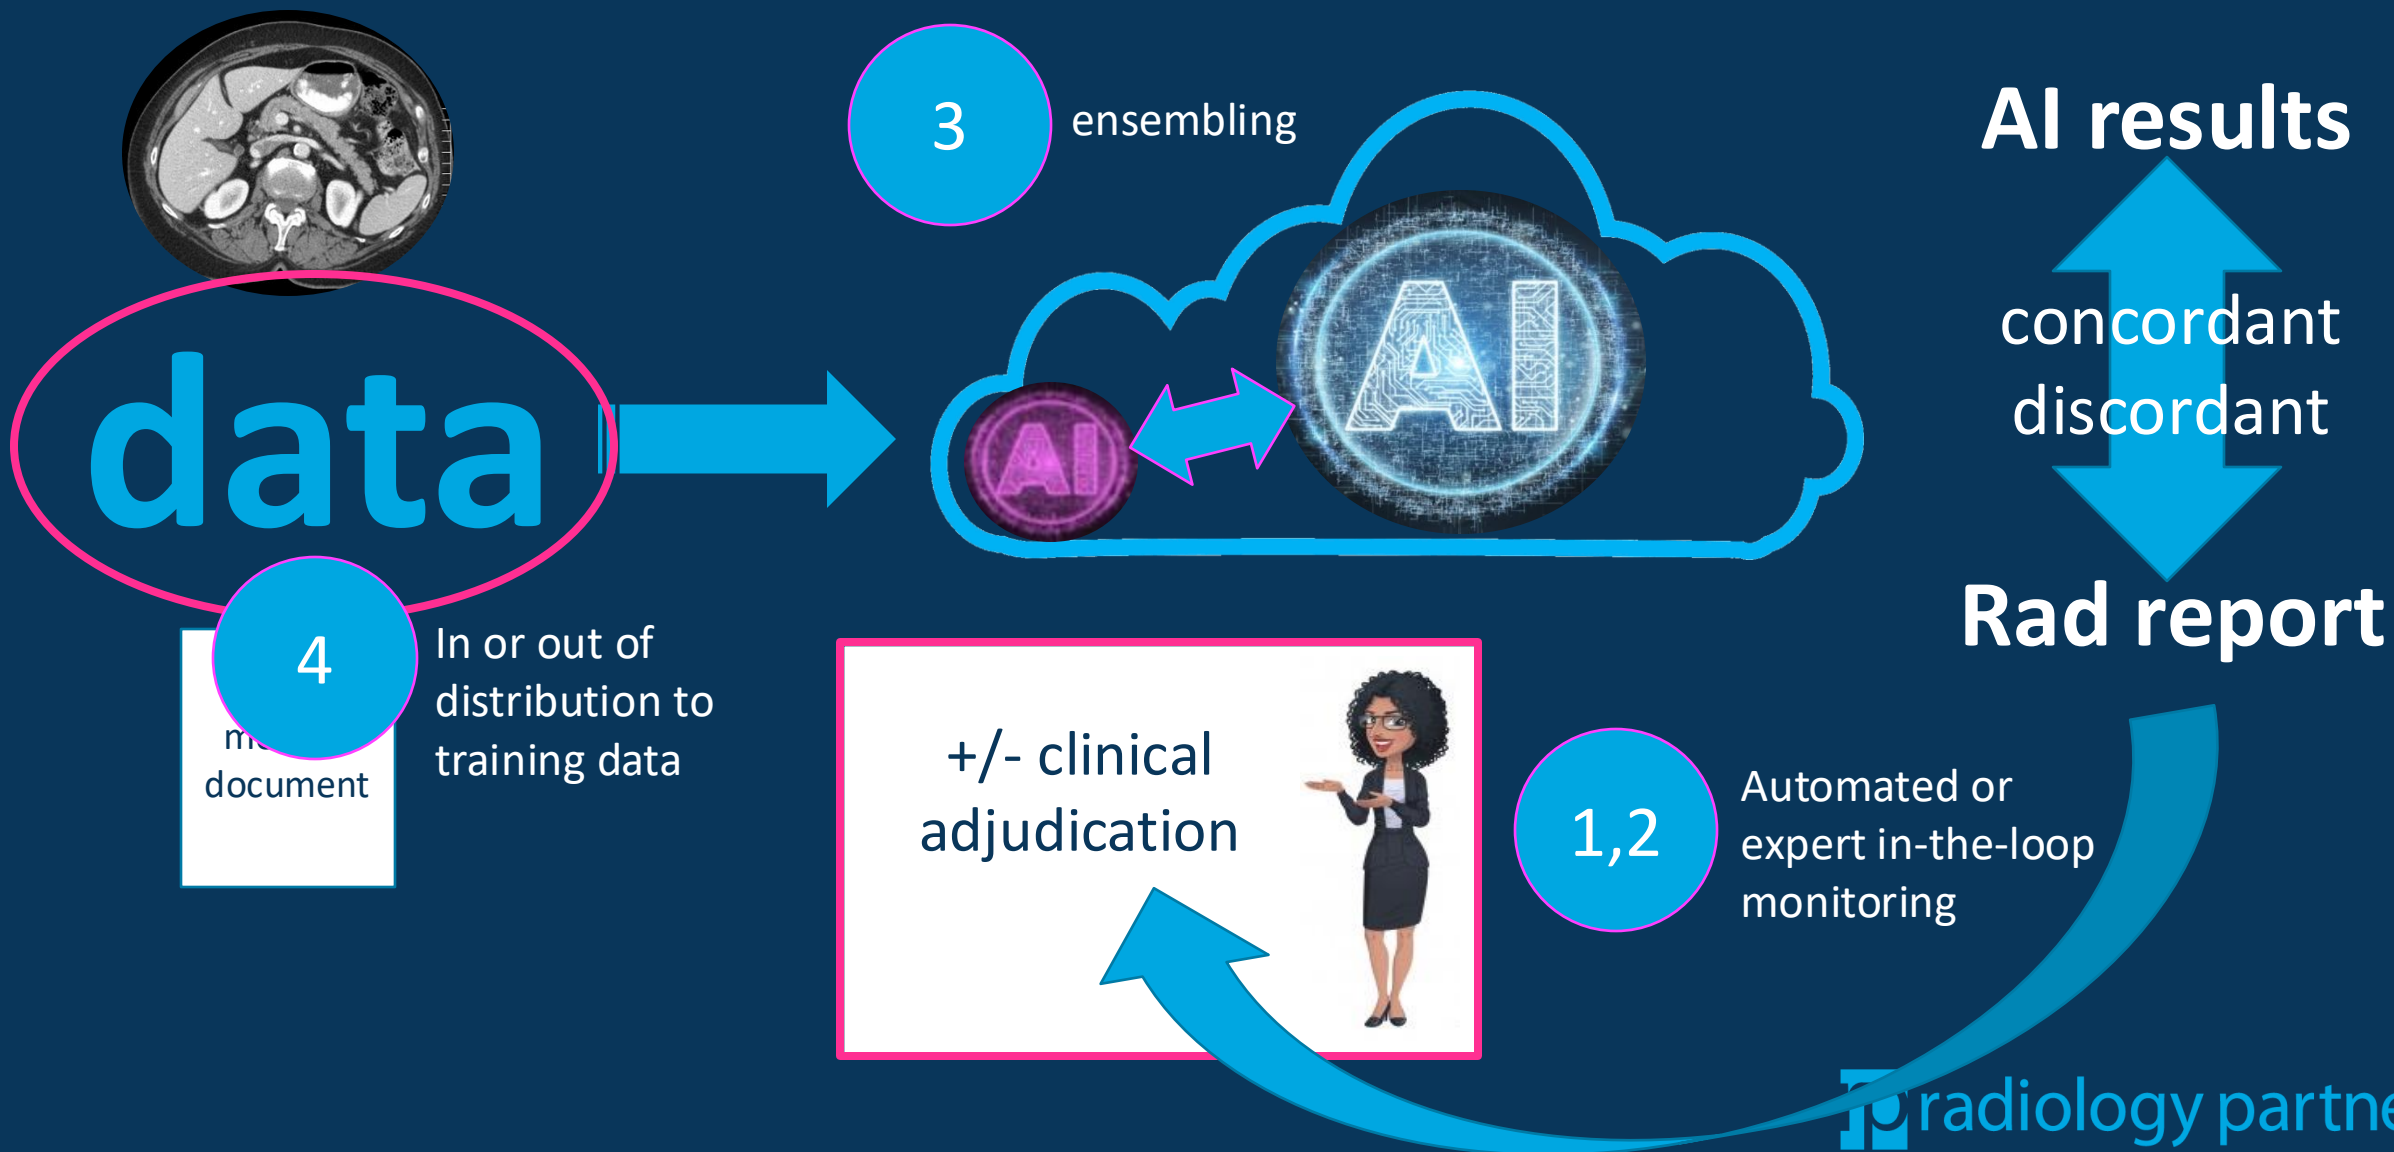 3
ensembling
AI results
AI
AI
concordant
discordant
data
Rad report
4
In or out of
distribution to
training data
document
+/- clinical
adjudication
1,2
Automated or
expert in-the-loop
monitoring
radiology